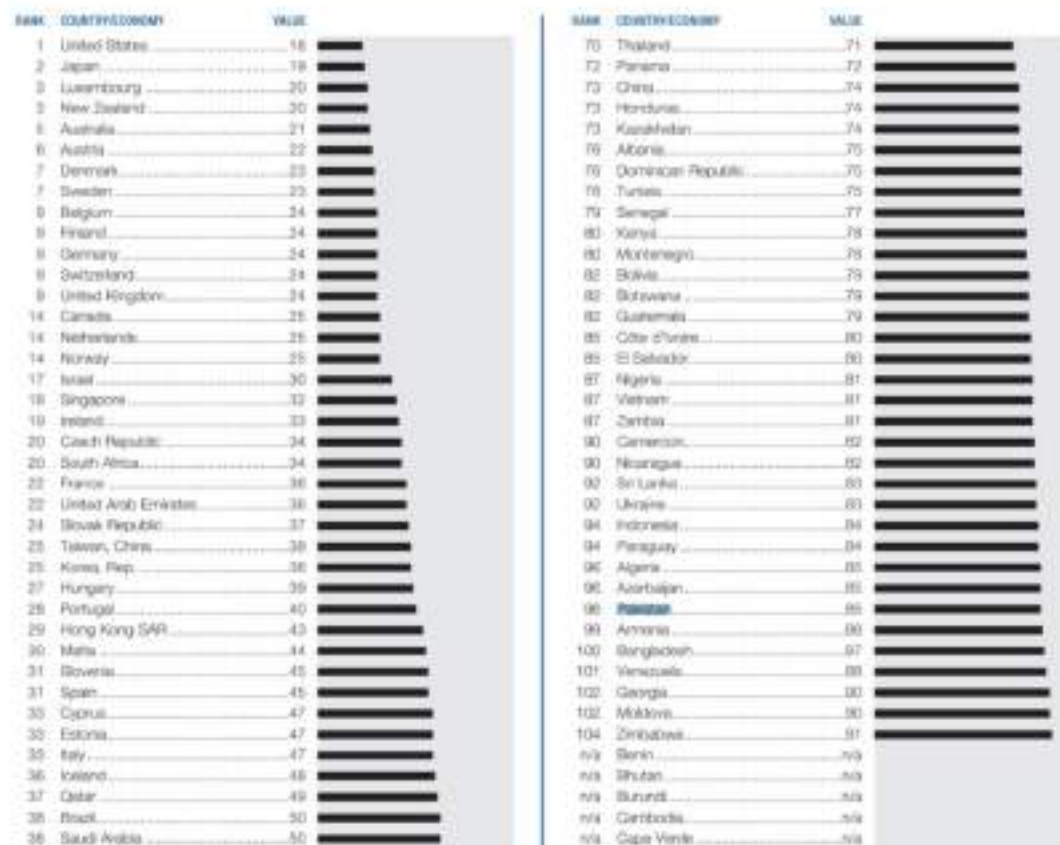 RANK COUNTRY/ECONOMY VALUE
1 United States 18
2 Japan 19
3 Luxembourg 20
3 New Zealand 20
5 Australia 21
6 Austria 22
7 Denmark 23
7 Sweden 23
9 Belgium 24
9 Finland 24
9 Germany 24
9 Switzerland 24
9 United Kingdom 24
14 Canada 25
14 Netherlands 25
14 Norway 25
17 Israel 30
18 Singapore 32
19 Ireland 33
20 Czech Republic 34
20 South Africa 34
22 France 36
22 United Arab Emirates 36
24 Slovak Republic 37
25 Taiwan, China 38
25 Korea, Rep. 38
27 Hungary 39
28 Portugal 40
29 Hong Kong SAR 43
30 Malta 44
31 Slovenia 45
31 Spain 45
33 Cyprus 47
33 Estonia 47
33 Italy 47
36 Iceland 48
37 Qatar 49
38 Brazil 50
38 Saudi Arabia 50
RANK COUNTRY/ECONOMY VALUE
70 Thailand 71
72 Panama 72
73 China 74
73 Honduras 74
73 Kazakhstan 74
76 Albania 75
76 Dominican Republic 75
76 Tunisia 75
79 Senegal 77
80 Kenya 78
80 Montenegro 78
82 Bolivia 79
82 Botswana 79
82 Guatemala 79
85 Côte d'Ivoire 80
85 El Salvador 80
87 Nigeria 81
87 Vietnam 81
87 Zambia 81
90 Cameroon 82
90 Nicaragua 82
92 Sri Lanka 83
92 Ukraine 83
94 Indonesia 84
94 Paraguay 84
96 Algeria 85
96 Azerbaijan 85
96 Pakistan 85
99 Armenia 86
100 Bangladesh 87
101 Venezuela 88
102 Georgia 90
102 Moldova 90
104 Zimbabwe 91
n/a Benin n/a
n/a Bhutan n/a
n/a Burundi n/a
n/a Cambodia n/a
n/a Cape Verde n/a